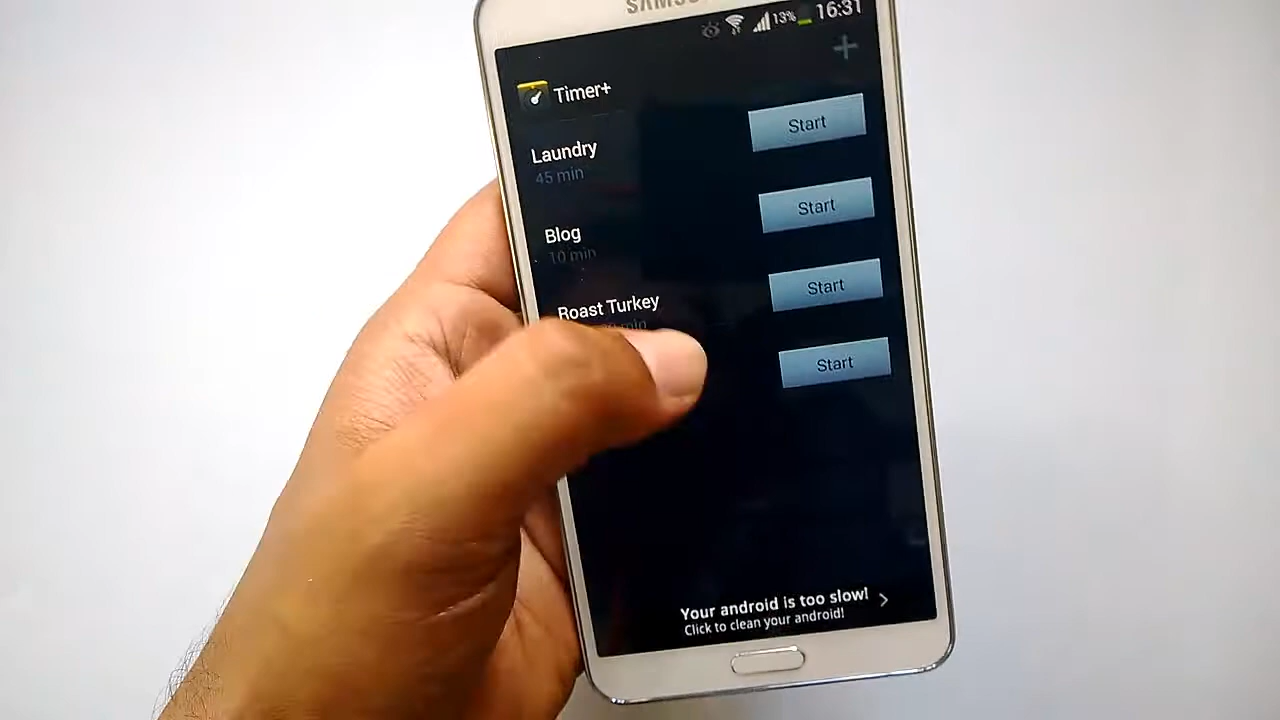 SAMSUNG
13% 16:31
+
Timer+
Laundry
45 min
Start
Blog
10 min
Start
Roast Turkey
min
Start
Start
Your android is too slow!
Click to clean your android!